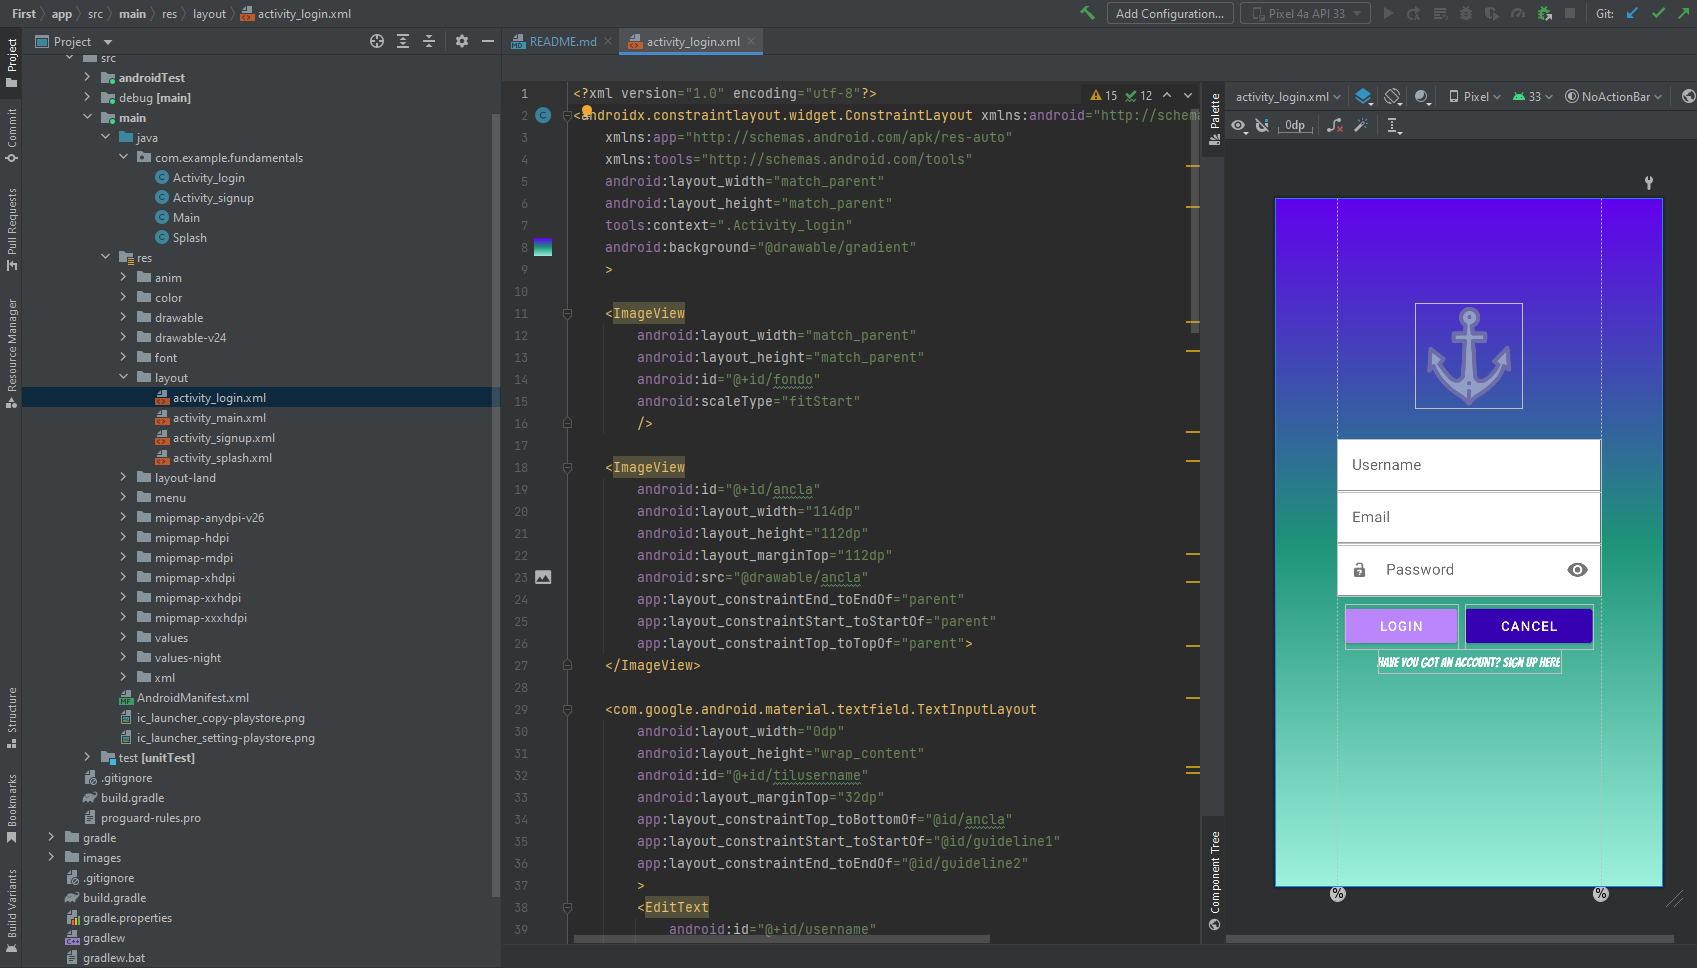 First app src main res layout activity_login.xml
Add Configuration... Pixel 4a API 33 Git:
Project
README.md activity_login.xml
Project
Commit
Pull Requests
Resource Manager
Structure
Bookmarks
Build Variants
src
androidTest
debug [main]
main
java
com.example.fundamentals
Activity_login
Activity_signup
Main
Splash
res
anim
color
drawable
drawable-v24
font
layout
activity_login.xml
activity_main.xml
activity_signup.xml
activity_splash.xml
layout-land
menu
mipmap-anydpi-v26
mipmap-hdpi
mipmap-mdpi
mipmap-xhdpi
mipmap-xxhdpi
mipmap-xxxhdpi
values
values-night
xml
AndroidManifest.xml
ic_launcher_copy-playstore.png
ic_launcher_setting-playstore.png
test [unitTest]
.gitignore
build.gradle
proguard-rules.pro
gradle
images
.gitignore
build.gradle
gradle.properties
gradlew
gradlew.bat
15 12
1 <?xml version="1.0" encoding="utf-8"?>
2 <androidx.constraintlayout.widget.ConstraintLayout xmlns:android="http://schema
3 xmlns:app="http://schemas.android.com/apk/res-auto"
4 xmlns:tools="http://schemas.android.com/tools"
5 android:layout_width="match_parent"
6 android:layout_height="match_parent"
7 tools:context=".Activity_login"
8 android:background="@drawable/gradient"
9 >
10
11 <ImageView
12 android:layout_width="match_parent"
13 android:layout_height="match_parent"
14 android:id="@+id/fondo"
15 android:scaleType="fitStart"
16 />
17
18 <ImageView
19 android:id="@+id/ancla"
20 android:layout_width="114dp"
21 android:layout_height="112dp"
22 android:layout_marginTop="112dp"
23 android:src="@drawable/ancla"
24 app:layout_constraintEnd_toEndOf="parent"
25 app:layout_constraintStart_toStartOf="parent"
26 app:layout_constraintTop_toTopOf="parent">
27 </ImageView>
28
29 <com.google.android.material.textfield.TextInputLayout
30 android:layout_width="0dp"
31 android:layout_height="wrap_content"
32 android:id="@+id/tilusername"
33 android:layout_marginTop="32dp"
34 app:layout_constraintTop_toBottomOf="@id/ancla"
35 app:layout_constraintStart_toStartOf="@id/guideline1"
36 app:layout_constraintEnd_toEndOf="@id/guideline2"
37 >
38 <EditText
39 android:id="@+id/username"
Palette
Component Tree
activity_login.xml Pixel 33 NoActionBar
0dp
Username
Email
Password
LOGIN CANCEL
HAVE YOU GOT AN ACCOUNT? SIGN UP HERE
% %